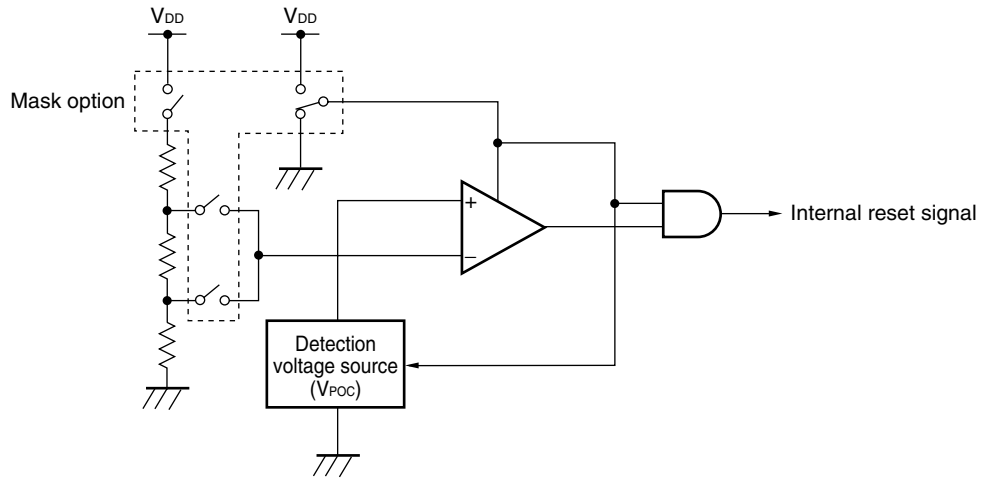 VDD
VDD
Mask option
+
−
Internal reset signal
Detection
voltage source
(VPOC)